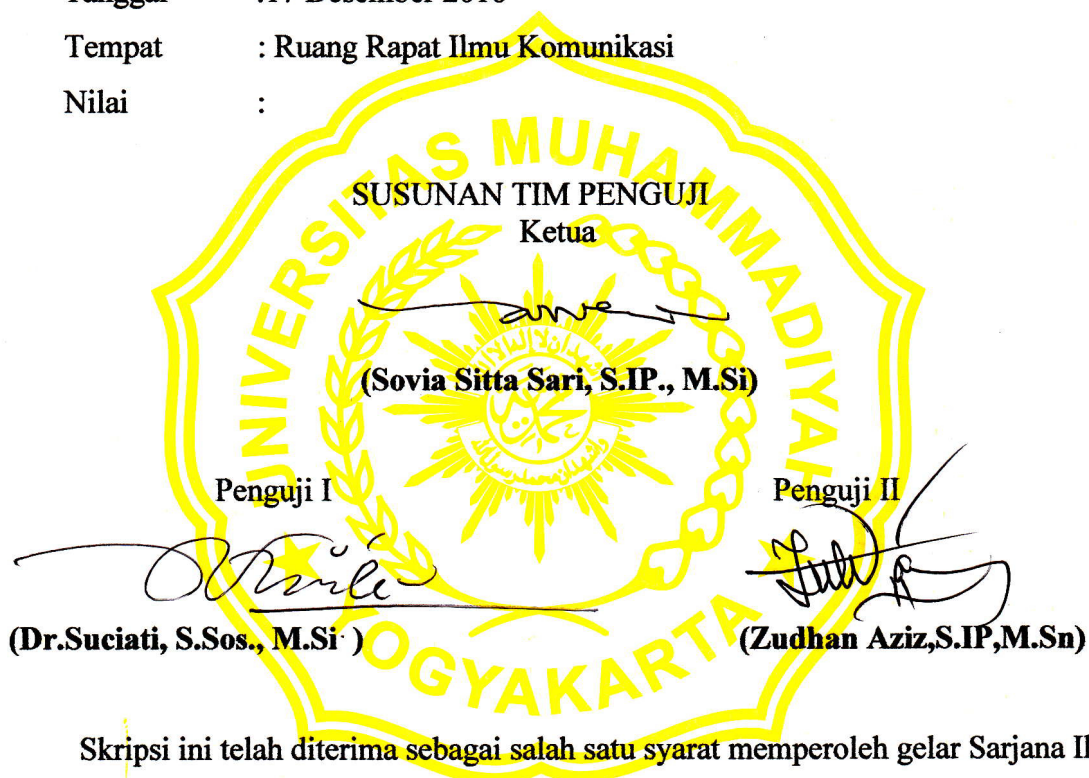 Tempat : Ruang Rapat Ilmu Komunikasi
Nilai :
UNIVERSITAS MUHAMMADIYAH
YOGYAKARTA
SUSUNAN TIM PENGUJI
Ketua
(Sovia Sitta Sari, S.IP., M.Si)
Penguji I Penguji II
(Dr.Suciati, S.Sos., M.Si ) (Zudhan Aziz,S.IP,M.Sn)
Skripsi ini telah diterima sebagai salah satu syarat memperoleh gelar Sarjana